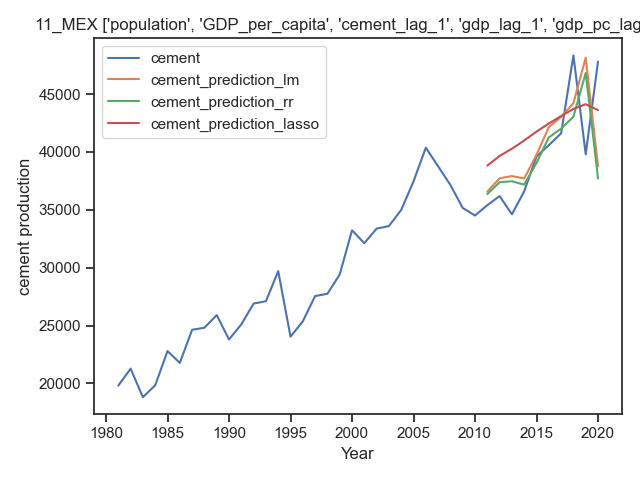 11_MEX ['population', 'GDP_per_capita', 'cement_lag_1', 'gdp_lag_1', 'gdp_pc_lag
cement
cement_prediction_lm
cement_prediction_rr
cement_prediction_lasso
45000
40000
35000
30000
25000
20000
cement production
1980 1985 1990 1995 2000 2005 2010 2015 2020
Year